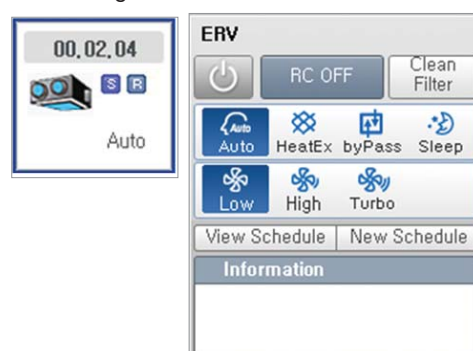 00,02,04
S R
Auto
ERV
RC OFF
Clean
Filter
Auto
Auto HeatEx byPass Sleep
Low High Turbo
View Schedule New Schedule
Information